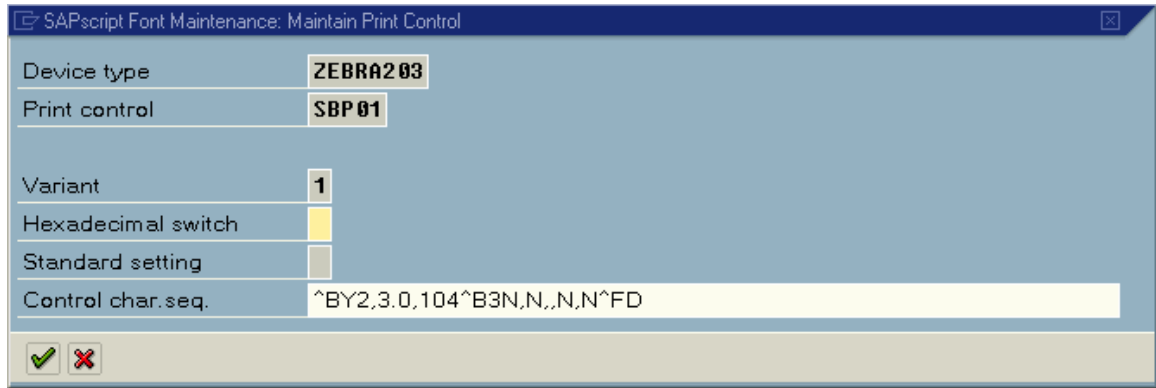 SAPscript Font Maintenance: Maintain Print Control
Device type ZEBRA203
Print control SBP01
Variant 1
Hexadecimal switch
Standard setting
Control char.seq. ^BY2,3.0,104^B3N,N,,N,N^FD